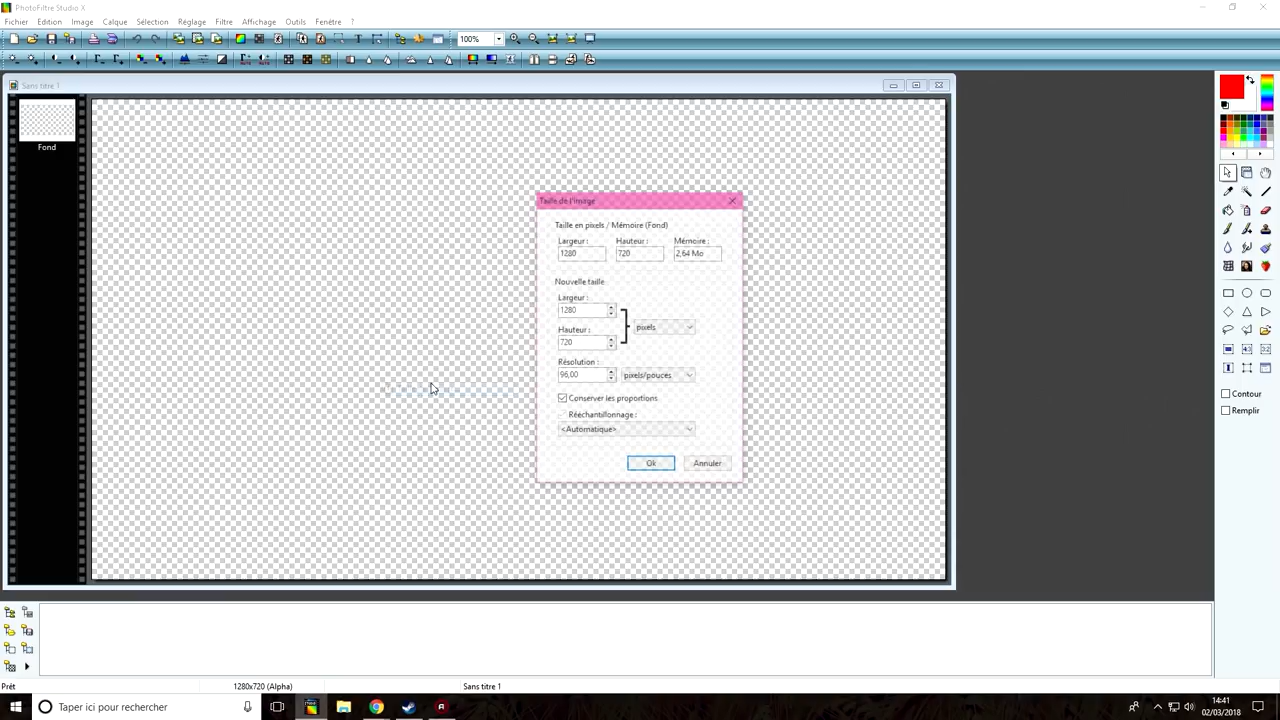 PhotoFiltre Studio X
Fichier Edition Image Calque Sélection Réglage Filtre Affichage Outils Fenêtre ?
100%
Sans titre 1
Fond
Taille de l'image
Taille en pixels / Mémoire (Fond)
Largeur : Hauteur : Mémoire :
1280 720 2,64 Mo
Nouvelle taille
Largeur :
1280
pixels
Hauteur :
720
Résolution :
96,00 pixels/pouces
Conserver les proportions
Rééchantillonnage :
<Automatique>
Ok Annuler
Contour
Remplir
Prêt 1280x720 (Alpha) Sans titre 1
Taper ici pour rechercher
14:41
02/03/2018